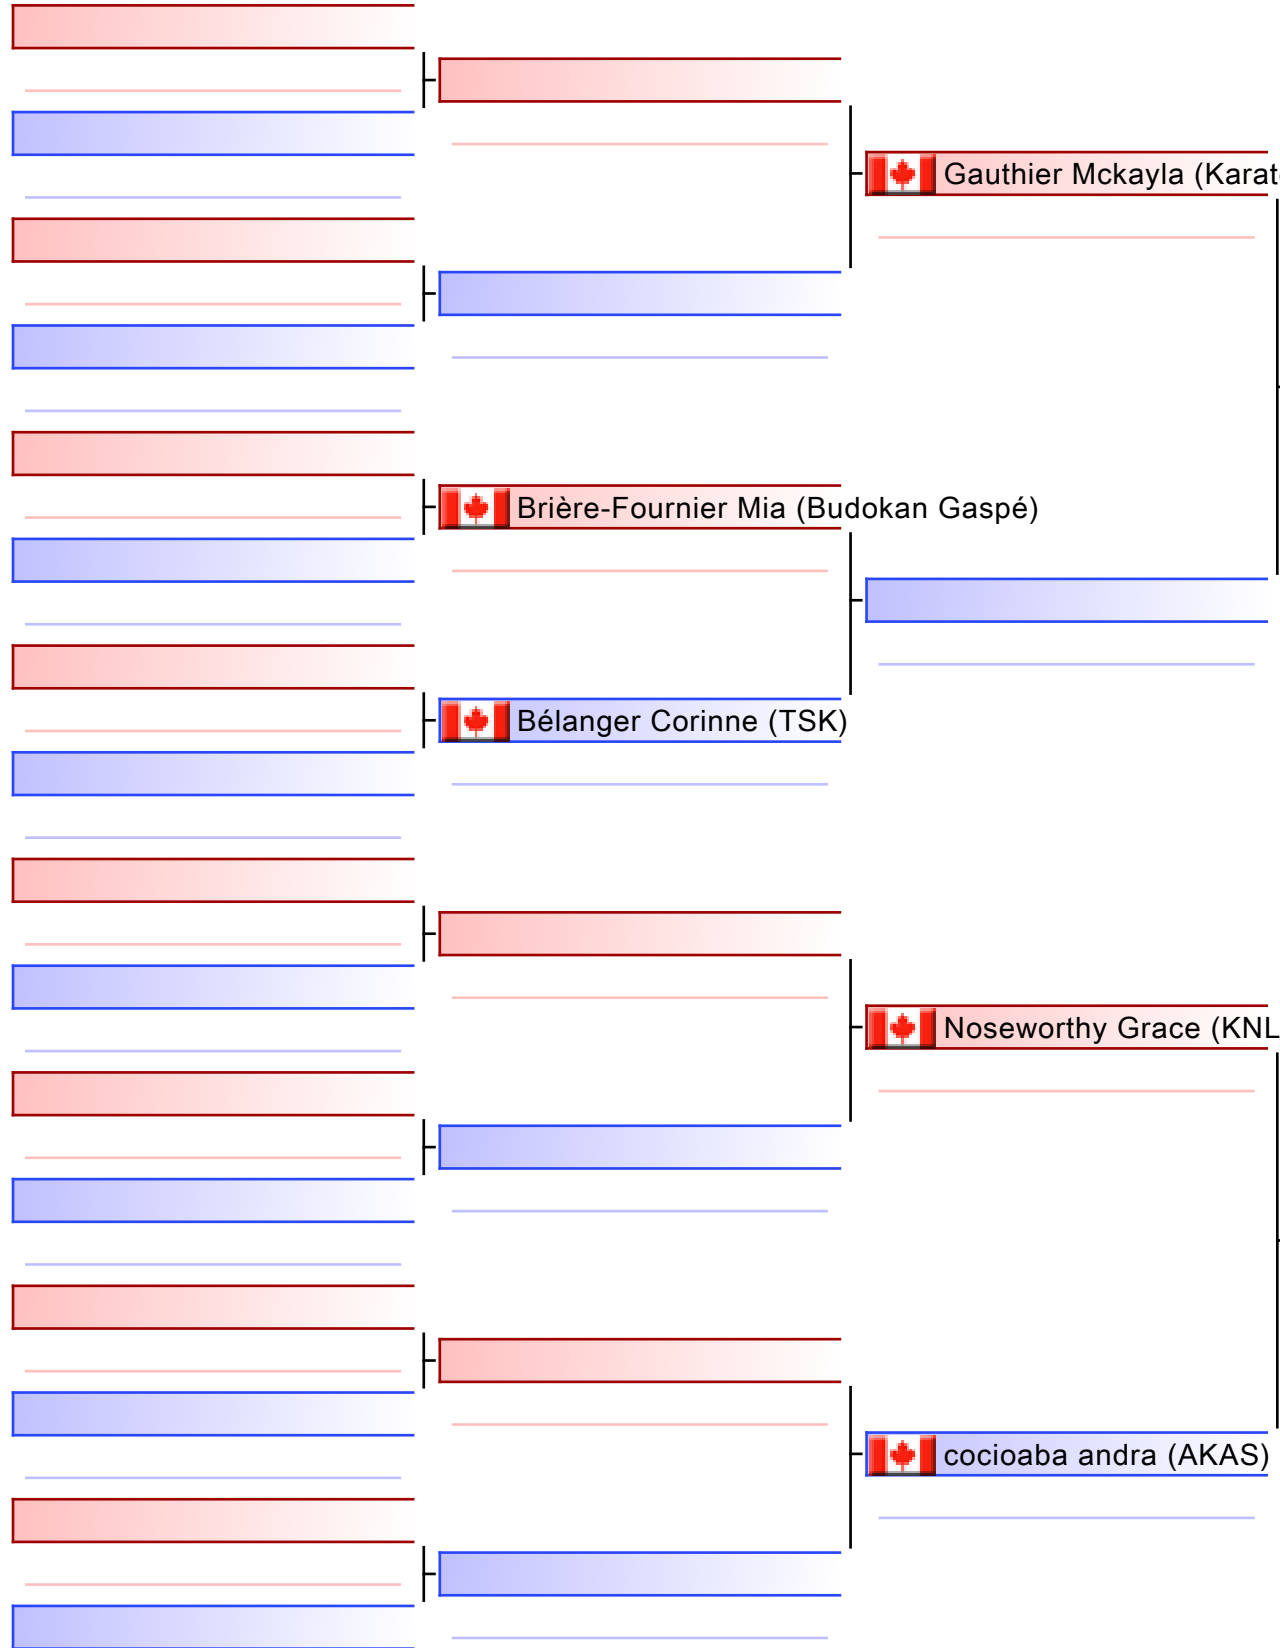 Gauthier Mckayla (Karat
Brière-Fournier Mia (Budokan Gaspé)
Bélanger Corinne (TSK)
Noseworthy Grace (KNL
cocioaba andra (AKAS)